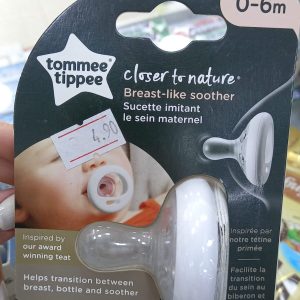 0-6m
tommee
tippee
closer to nature®
Breast-like soother
Sucette imitant
le sein maternel
4.90
Inspired by
our award
winning teat
Inspirée par
notre tétine
primée
Helps transition between
breast, bottle and soother
Facilite la
transition
du sein au
biberon et